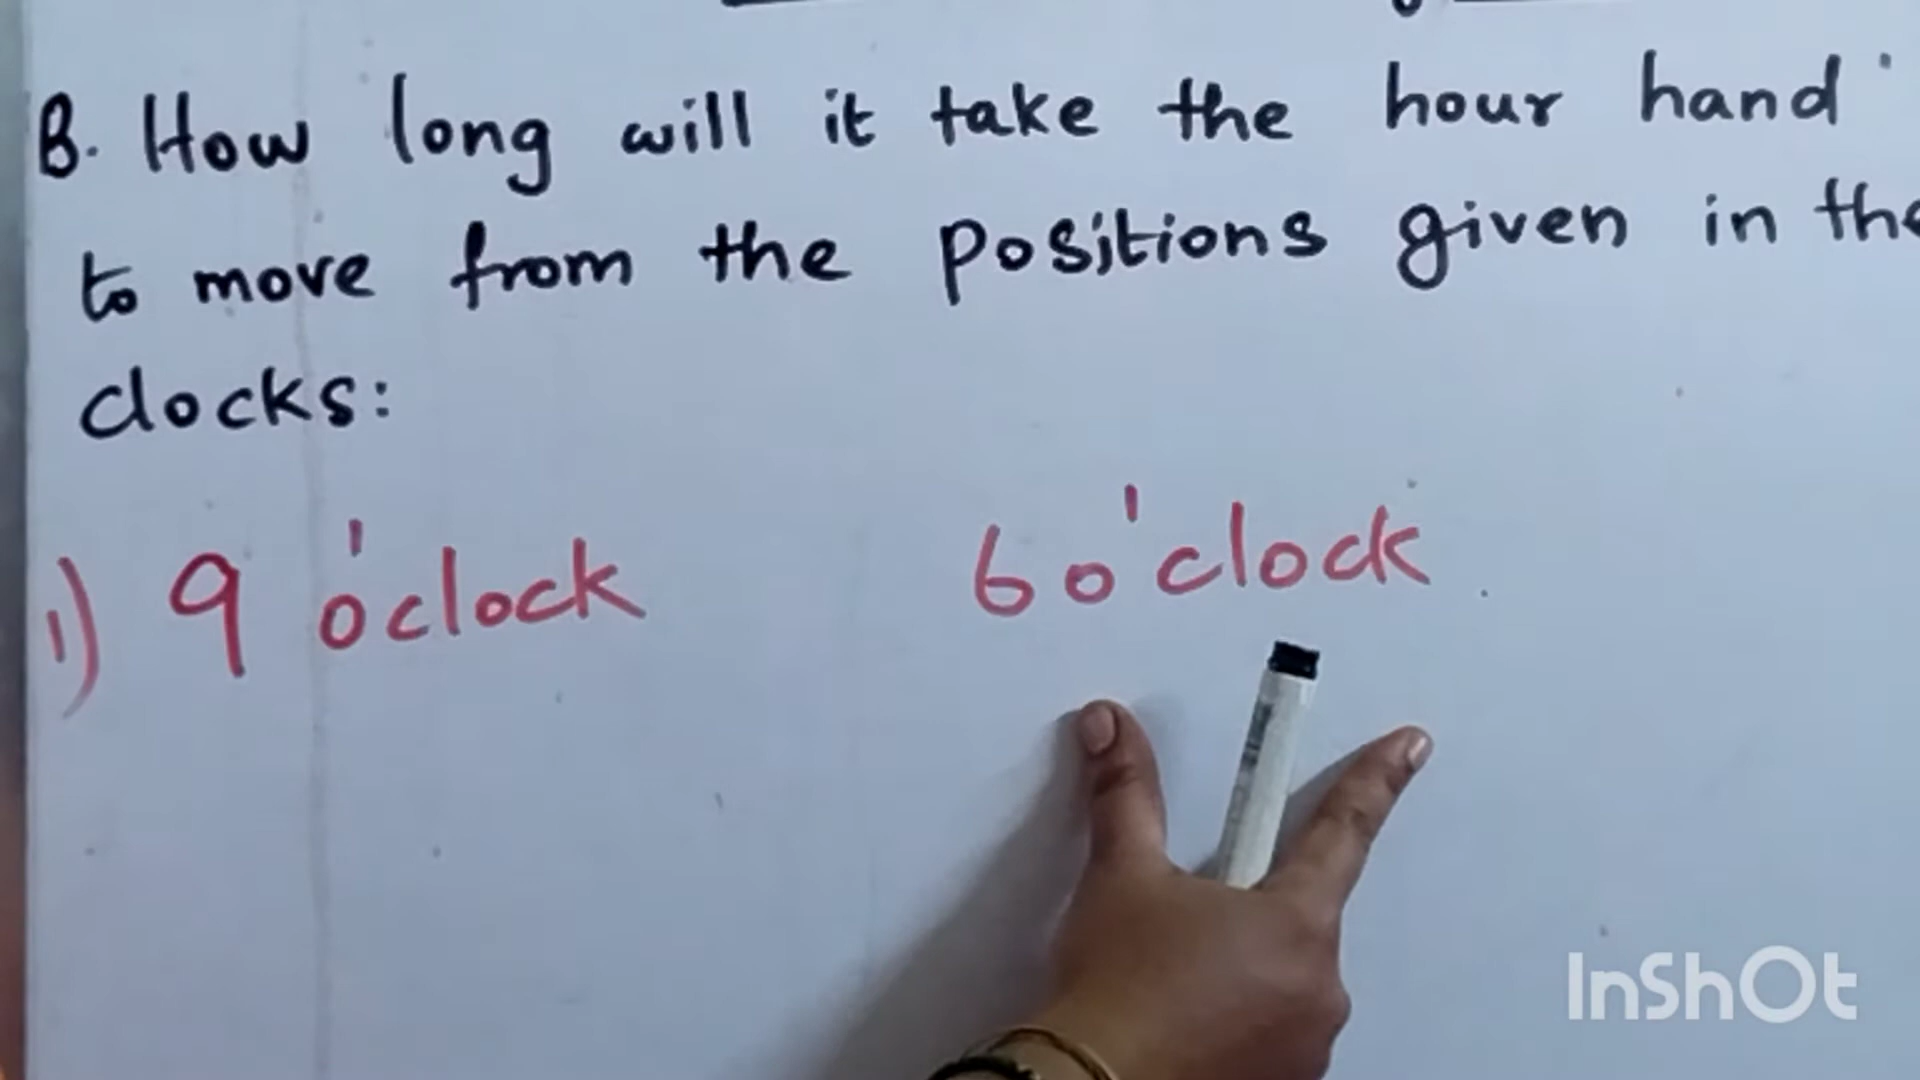 B. How long will it take the hour hand
to move from the positions given in the
clocks:
1) 9 o'clock 6 o'clock
InShOt